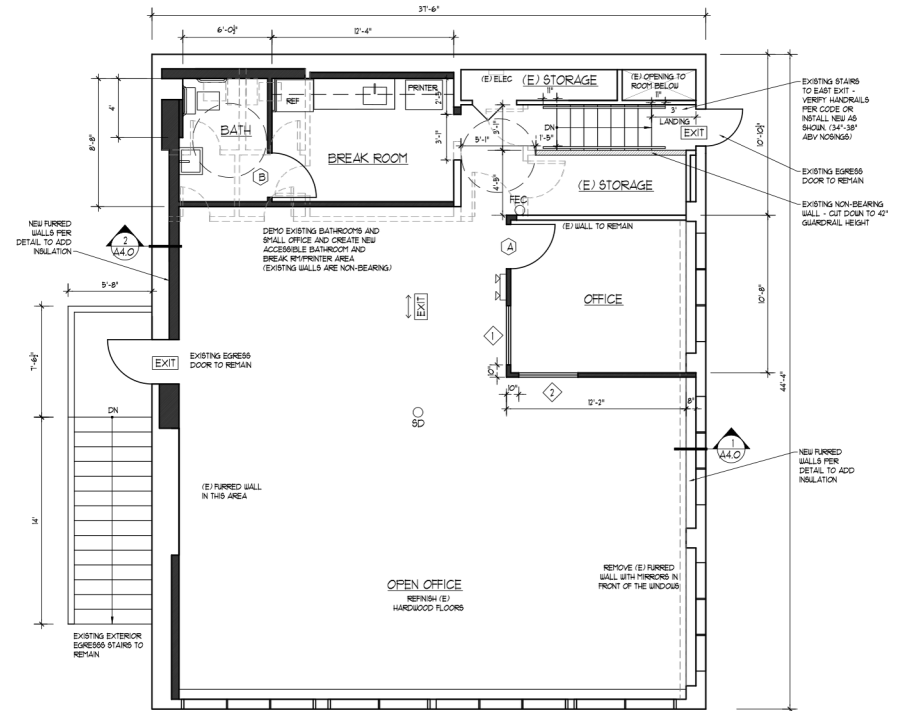 37'-6"
6'-0½"
12'-4"
(E) ELEC
(E) STORAGE
(E) OPENING TO
ROOM BELOW
11"
11"
PRINTER
REF
2'-5"
4'
8'-8"
BATH
BREAK ROOM
B
3'-1"
3'-1"
5'-1"
1'-5"
DN
3'
LANDING
EXIT
10'-10½"
EXISTING STAIRS
TO EAST EXIT -
VERIFY HANDRAILS
PER CODE OR
INSTALL NEW AS
SHOWN. (34"-38"
ABV NOSINGS)
EXISTING EGRESS
DOOR TO REMAIN
EXISTING NON-BEARING
WALL - CUT DOWN TO 42"
GUARDRAIL HEIGHT
4'-5"
(E) STORAGE
FEC
(E) WALL TO REMAIN
NEW FURRED
WALLS PER
DETAIL TO ADD
INSULATION
2
A4.0
DEMO EXISTING BATHROOMS AND
SMALL OFFICE AND CREATE NEW
ACCESSIBLE BATHROOM AND
BREAK RM/PRINTER AREA
(EXISTING WALLS ARE NON-BEARING)
A
OFFICE
10'-8"
5'-8"
EXIT
1
7'-6½"
EXIT
EXISTING EGRESS
DOOR TO REMAIN
10"
10"
2
12'-2"
8"
44'-4"
DN
SD
1
A4.0
NEW FURRED
WALLS PER
DETAIL TO ADD
INSULATION
(E) FURRED WALL
IN THIS AREA
14'
REMOVE (E) FURRED
WALL WITH MIRRORS IN
FRONT OF THE WINDOWS
OPEN OFFICE
REFINISH (E)
HARDWOOD FLOORS
EXISTING EXTERIOR
EGRESSS STAIRS TO
REMAIN